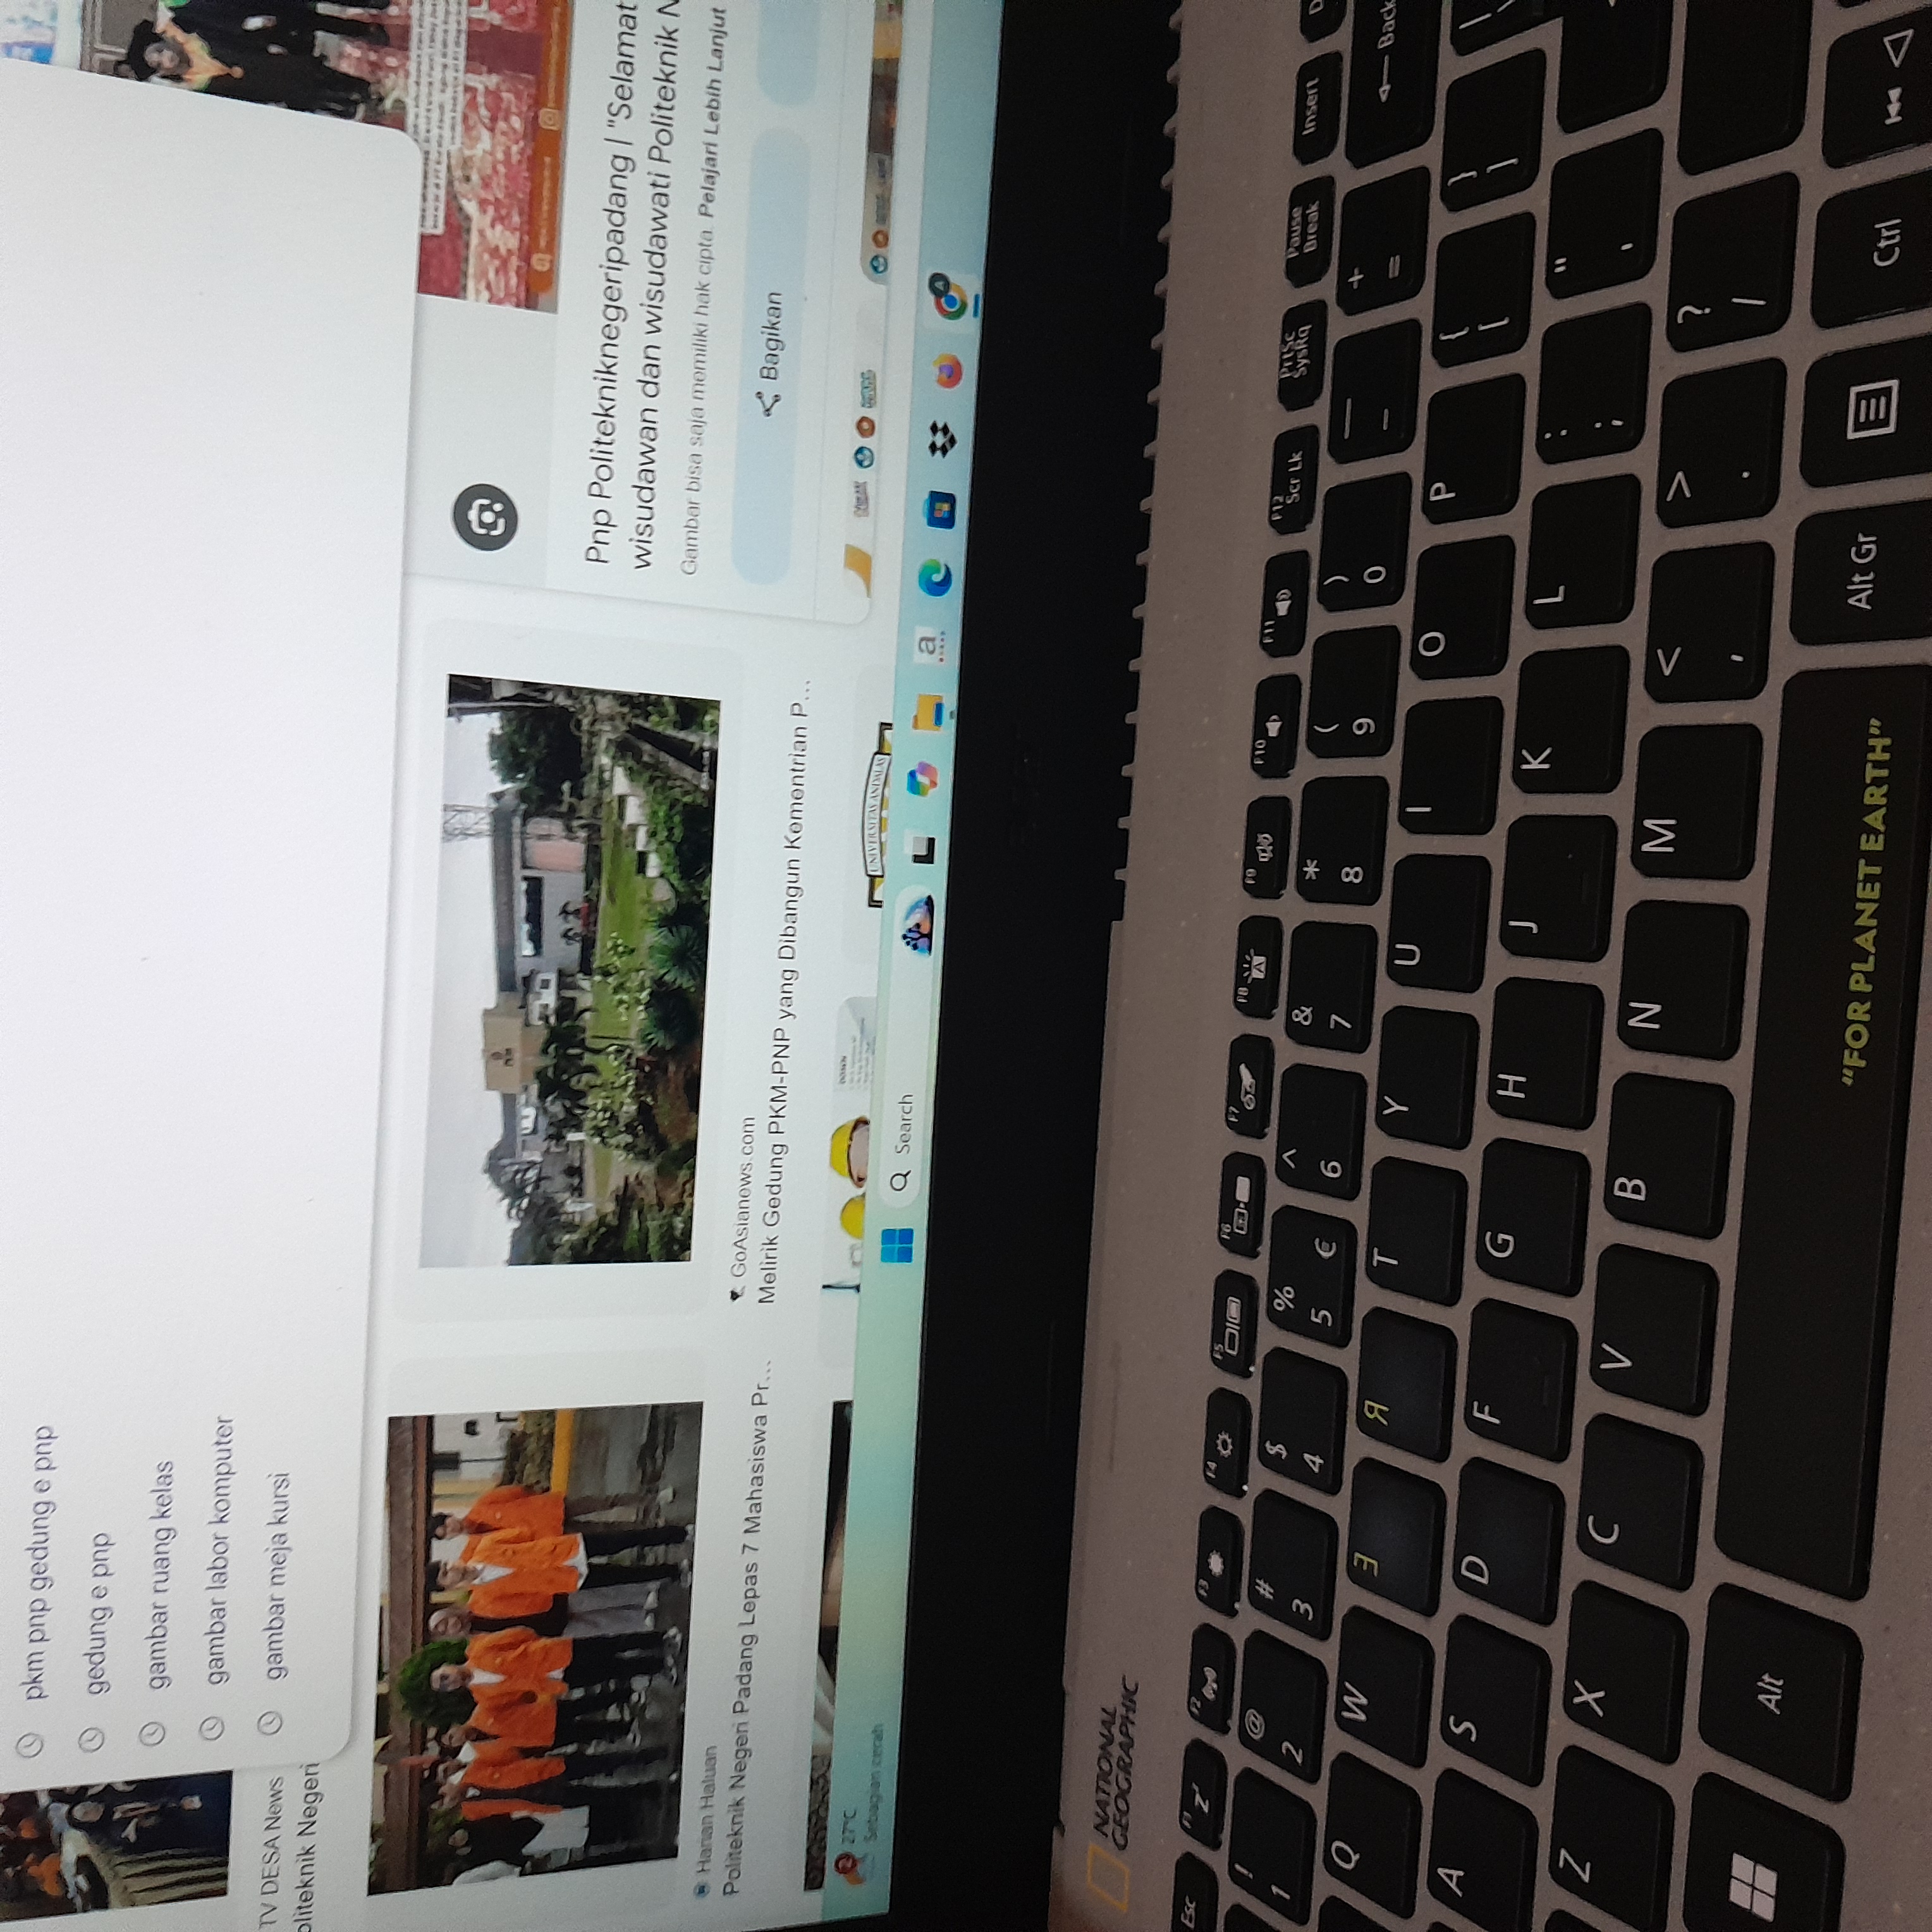 pkm pnp gedung e pnp
gedung e pnp
gambar ruang kelas
gambar labor komputer
gambar meja kursi
TV DESA News
oliteknik Negeri
Harian Haluan
Politeknik Negeri Padang Lepas 7 Mahasiswa Pr...
GoAsianews.com
Melirik Gedung PKM-PNP yang Dibangun Kementrian P...
Pnp Politekniknegeripadang | "Selamat
wisudawan dan wisudawati Politeknik N
Gambar bisa saja memiliki hak cipta. Pelajari Lebih Lanjut
Bagikan
UNIVERSITAS ANDALAS
27°C
Sebagian cerah
Search
a
A
NATIONAL
GEOGRAPHIC
Esc F1 Z F2 F3 F4 F5 F6 F7 F8 A F9 F10 F11 F12 Scr Lk PrtSc SysRq Pause Break Insert D
! 1 @ 2 # 3 $ 4 % 5 € ^ 6 & 7 * 8 ( 9 ) 0 — - + = Back
Q W Ǝ Я T Y U I O P { [ } ] | \
A S D F G H J K L : ; " '
Z X C V B N M < , > . ? /
Alt "FOR PLANET EARTH" Alt Gr Ctrl